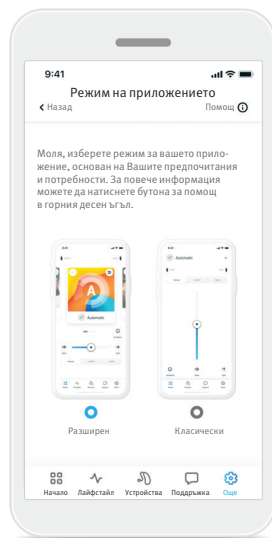 9:41
Режим на приложението
Назад
Помощ
Моля, изберете режим за вашето прило-
жение, основан на Вашите предпочитания
и потребности. За повече информация
можете да натиснете бутона за помощ
в горния десен ъгъл.
A
Automatic
Automatic
Разширен
Класически
Начало
Лайфстайл
Устройства
Поддръжка
Още